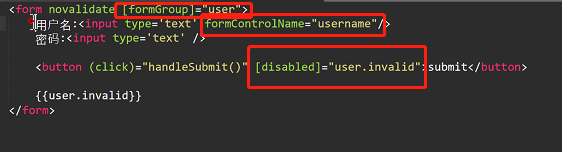 <form novalidate [formGroup]="user">
用户名:<input type='text' formControlName="username"/>
密码:<input type='text' />
<button (click)="handleSubmit()" [disabled]="user.invalid">submit</button>
{{user.invalid}}
</form>